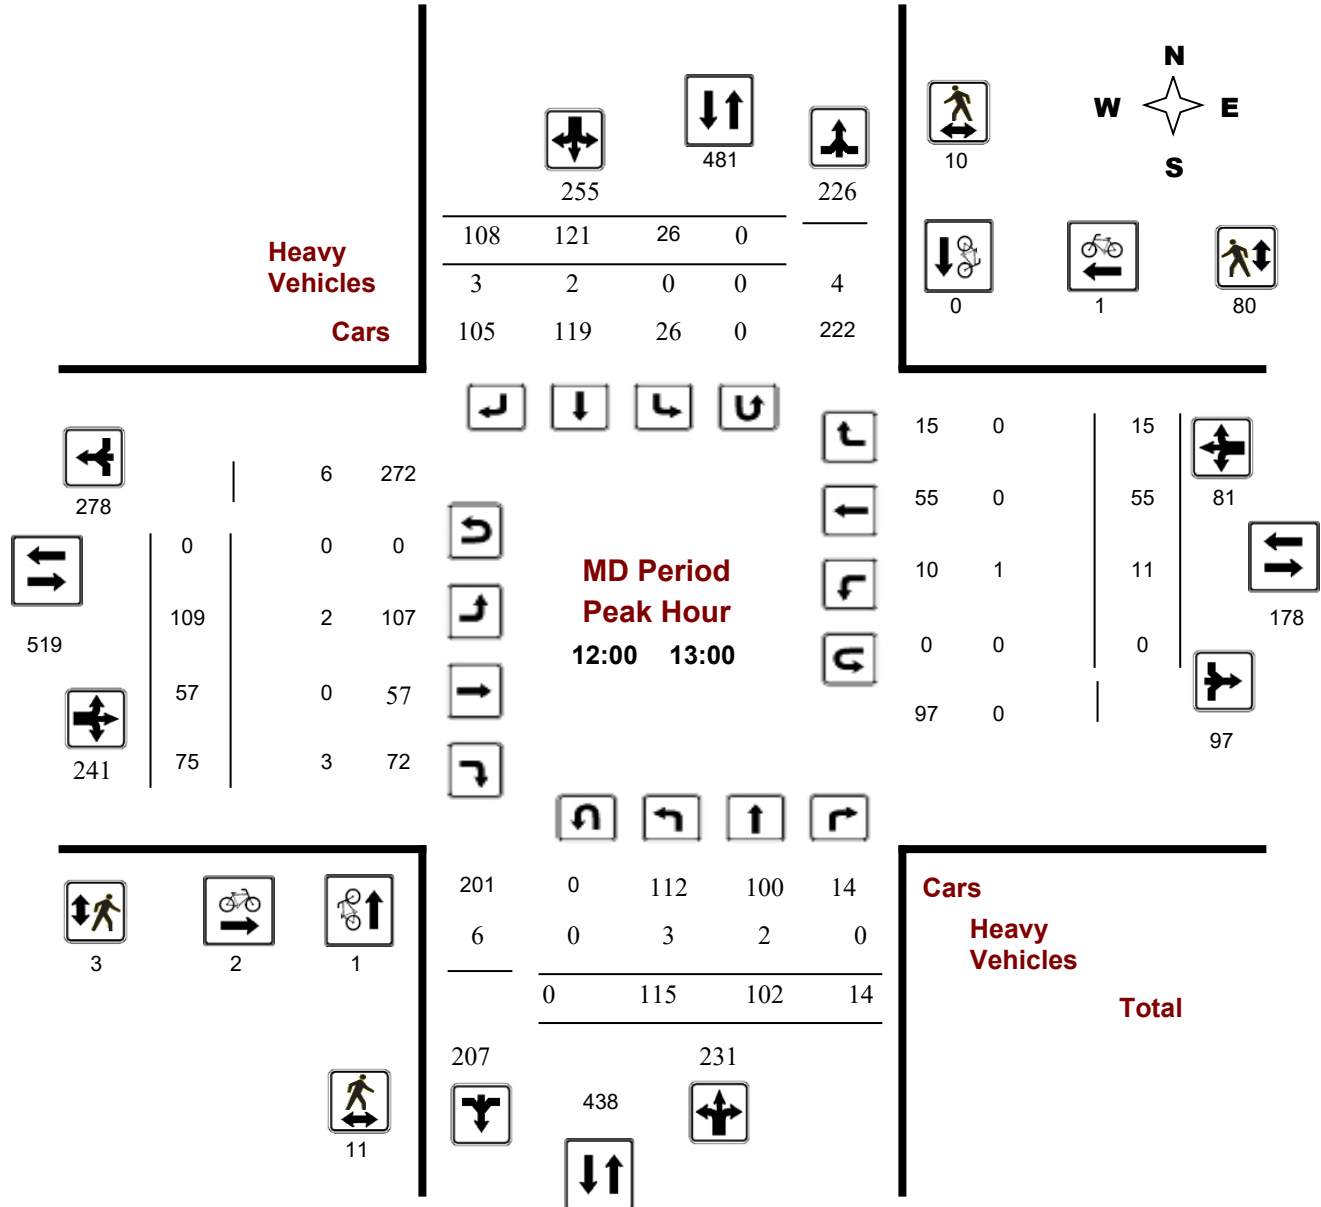 N
W E
S
481
10
255 226
108 121 26 0
Heavy
Vehicles 3 2 0 0 4
Cars 105 119 26 0 222
0 1 80
15 0 15
278 6 272
55 0 55 81
0 0 0
MD Period
10 1 11
109 2 107
Peak Hour
178
519
12:00 13:00
0 0 0
57 0 57
97 0
97
241 75 3 72
201 0 112 100 14 Cars
6 0 3 2 0 Heavy
Vehicles
3 2 1
0 115 102 14
Total
207 231
438
11